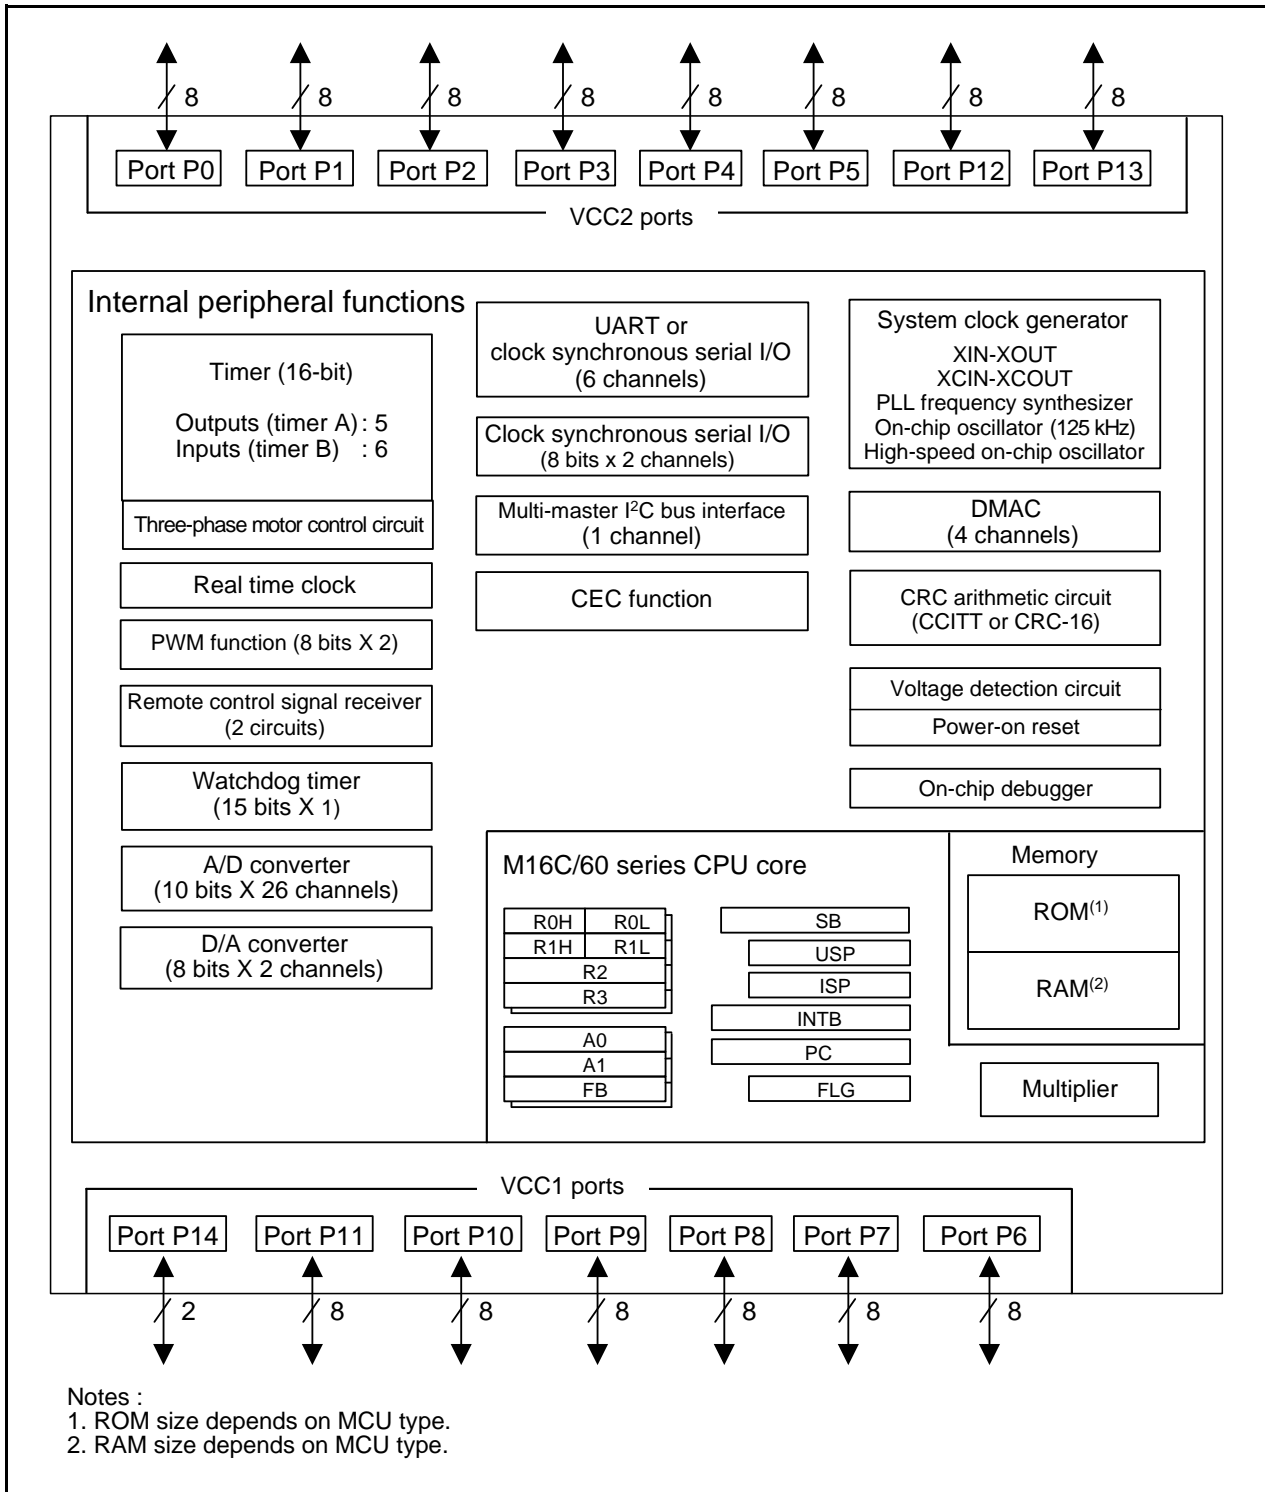 8 8 8 8 8 8 8 8
Port P0 Port P1 Port P2 Port P3 Port P4 Port P5 Port P12 Port P13
VCC2 ports
Internal peripheral functions
Timer (16-bit)
Outputs (timer A) : 5
Inputs (timer B) : 6
Three-phase motor control circuit
Real time clock
PWM function (8 bits X 2)
Remote control signal receiver
(2 circuits)
Watchdog timer
(15 bits X 1)
A/D converter
(10 bits X 26 channels)
D/A converter
(8 bits X 2 channels)
UART or
clock synchronous serial I/O
(6 channels)
Clock synchronous serial I/O
(8 bits x 2 channels)
Multi-master I²C bus interface
(1 channel)
CEC function
System clock generator
XIN-XOUT
XCIN-XCOUT
PLL frequency synthesizer
On-chip oscillator (125 kHz)
High-speed on-chip oscillator
DMAC
(4 channels)
CRC arithmetic circuit
(CCITT or CRC-16)
Voltage detection circuit
Power-on reset
On-chip debugger
M16C/60 series CPU core
R0H R0L
R1H R1L
R2
R3
A0
A1
FB
SB
USP
ISP
INTB
PC
FLG
Memory
ROM(1)
RAM(2)
Multiplier
VCC1 ports
Port P14 Port P11 Port P10 Port P9 Port P8 Port P7 Port P6
2 8 8 8 8 8 8
Notes :
1. ROM size depends on MCU type.
2. RAM size depends on MCU type.